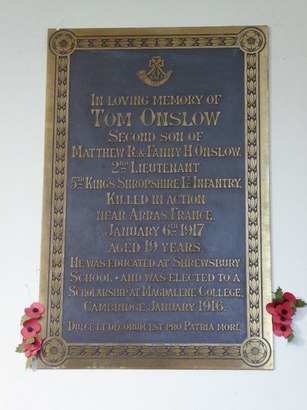 IN LOVING MEMORY OF
TOM ONSLOW
SECOND SON OF
MATTHEW R. & FANNY H. ONSLOW,
2ND LIEUTENANT
5TH KINGS SHROPSHIRE LT. INFANTRY,
KILLED IN ACTION
NEAR ARRAS FRANCE,
JANUARY 6TH 1917
AGED 19 YEARS.
HE WAS EDUCATED AT SHREWSBURY
SCHOOL · AND WAS ELECTED TO A
SCHOLARSHIP AT MAGDALENE COLLEGE,
CAMBRIDGE, JANUARY 1916.
DULCE ET DECORUM EST PRO PATRIA MORI.